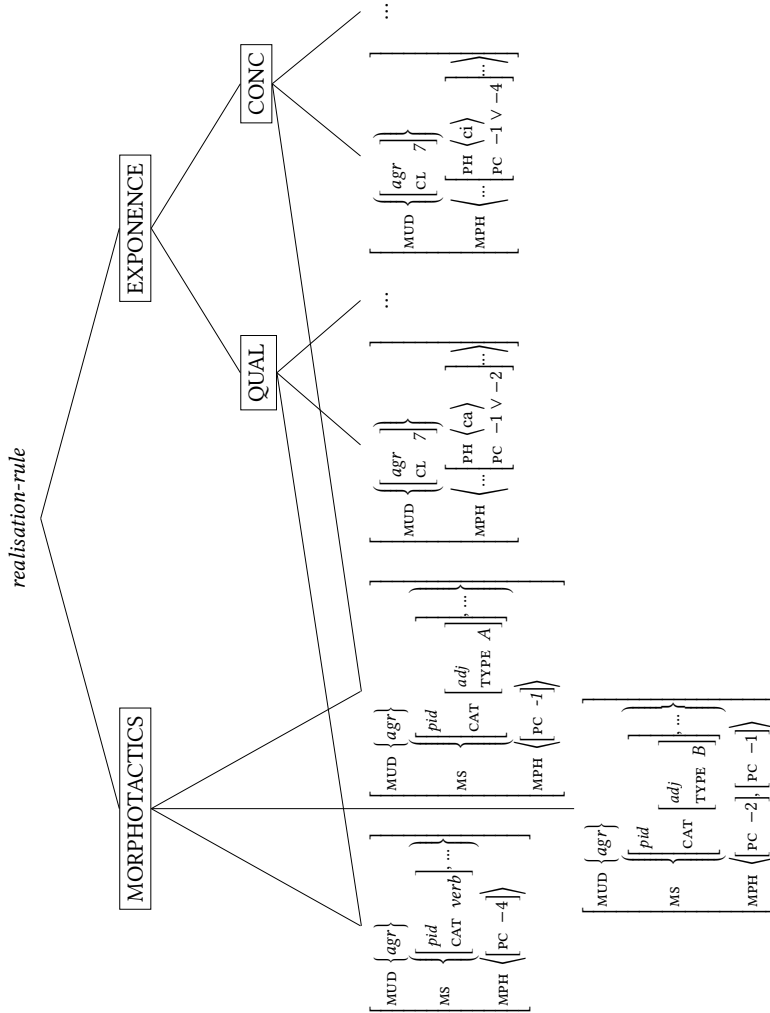 realisation-rule
MORPHOTACTICS EXPONENCE
QUAL CONC
MUD { agr }
MS { [ pid CAT verb ], ... }
MPH ⟨ [ PC −4 ] ⟩
MUD { agr }
MS { [ pid CAT [ adj TYPE A ] ], ... }
MPH ⟨ [ PC -1 ] ⟩
MUD { [ agr CL 7 ] }
MPH ⟨ ... [ PH ⟨ ca ⟩ PC −1 ∨ −2 ] ... ⟩
...
MUD { [ agr CL 7 ] }
MPH ⟨ ... [ PH ⟨ ci ⟩ PC −1 ∨ −4 ] ... ⟩
...
MUD { agr }
MS { [ pid CAT [ adj TYPE B ] ], ... }
MPH ⟨ [ PC −2 ], [ PC −1 ] ⟩